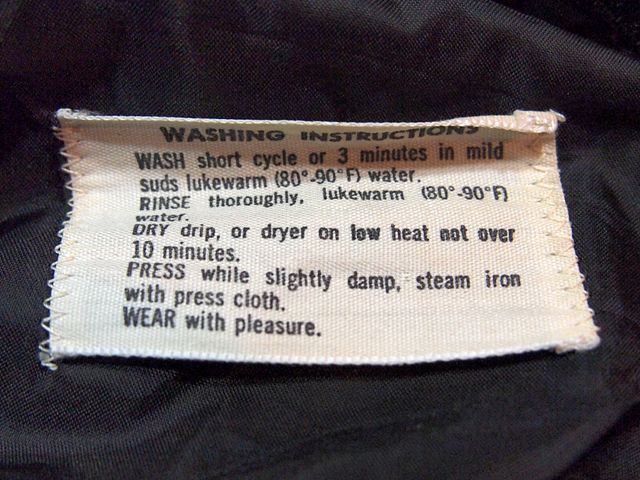 WASHING INSTRUCTIONS
WASH short cycle or 3 minutes in mild
suds lukewarm (80°-90°F) water.
RINSE thoroughly, lukewarm (80°-90°F)
water.
DRY drip, or dryer on low heat not over
10 minutes.
PRESS while slightly damp, steam iron
with press cloth.
WEAR with pleasure.